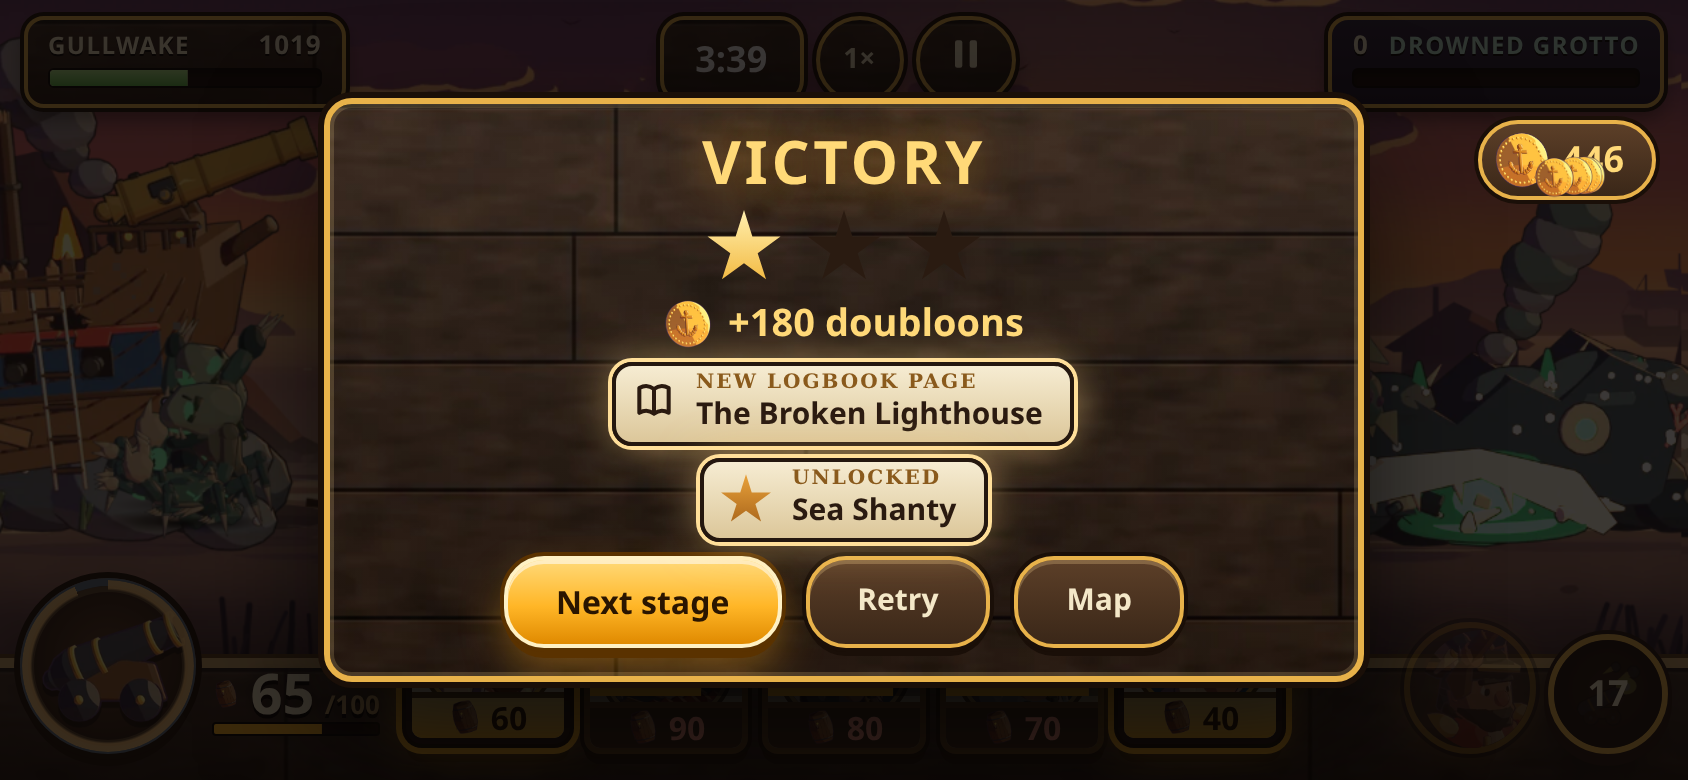 GULLWAKE 1019
3:39
1×
0 DROWNED GROTTO
VICTORY
+180 doubloons
NEW LOGBOOK PAGE
The Broken Lighthouse
UNLOCKED
Sea Shanty
Next stage
Retry
Map
65 /100
60
90
80
70
40
17